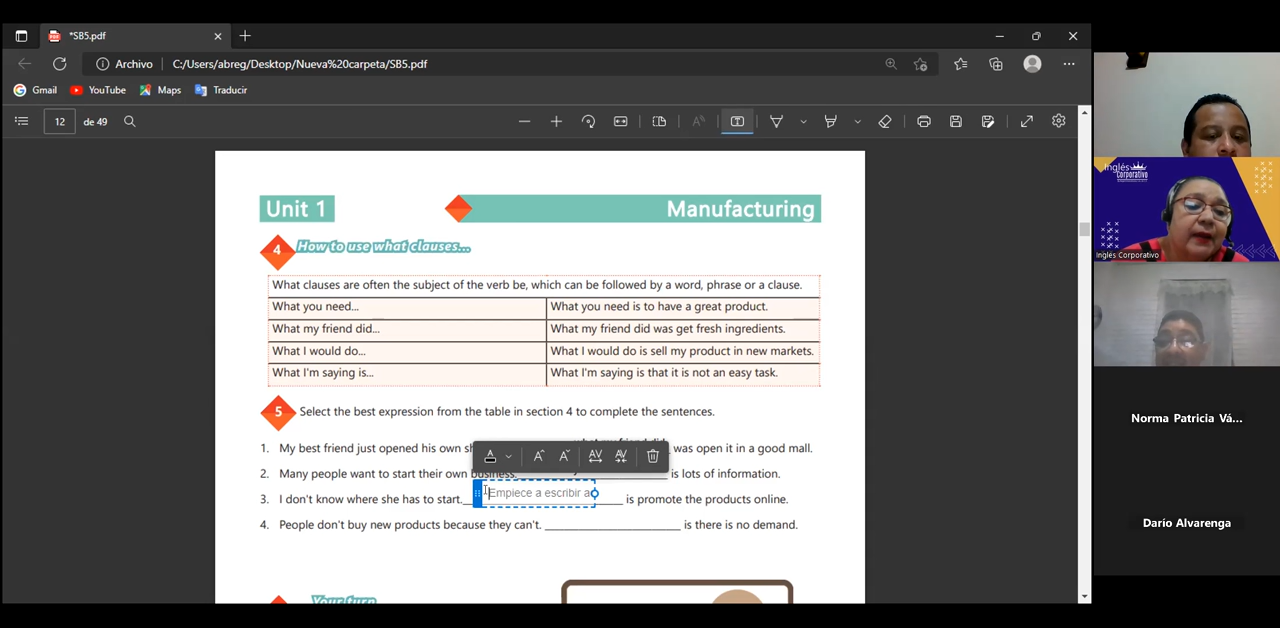 *SB5.pdf
Archivo
C:/Users/abreg/Desktop/Nueva%20carpeta/SB5.pdf
Gmail
YouTube
Maps
Traducir
12
de 49
Unit 1
Manufacturing
4
How to use what clauses...
What clauses are often the subject of the verb be, which can be followed by a word, phrase or a clause.
What you need...
What you need is to have a great product.
What my friend did...
What my friend did was get fresh ingredients.
What I would do...
What I would do is sell my product in new markets.
What I'm saying is...
What I'm saying is that it is not an easy task.
5
Select the best expression from the table in section 4 to complete the sentences.
1. My best friend just opened his own sh what my friend did was open it in a good mall.
2. Many people want to start their own business. is lots of information.
3. I don't know where she has to start. Empiece a escribir a is promote the products online.
4. People don't buy new products because they can't. is there is no demand.
Your turn
Inglés
Corporativo
Inglés Corporativo
Norma Patricia Vá...
Darío Alvarenga